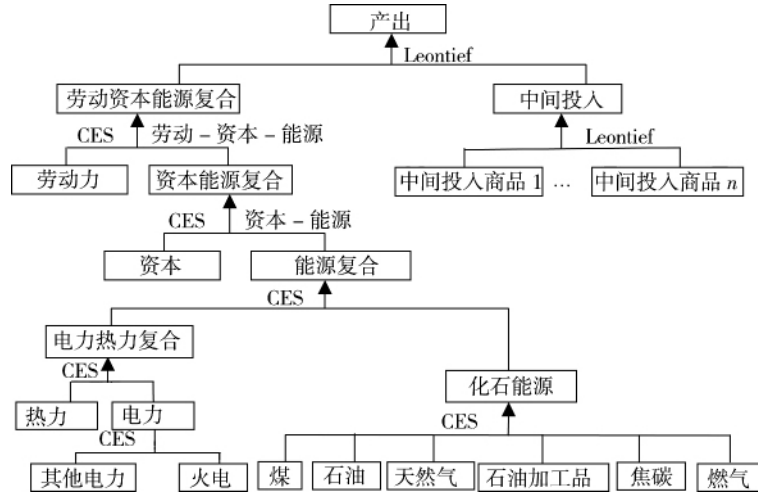 产出
Leontief
劳动资本能源复合
中间投入
CES 劳动-资本-能源
Leontief
劳动力
资本能源复合
中间投入商品 1 … 中间投入商品 n
CES 资本-能源
资本
能源复合
CES
电力热力复合
CES
化石能源
热力
电力
CES
CES
其他电力
火电
煤
石油
天然气
石油加工品
焦碳
燃气